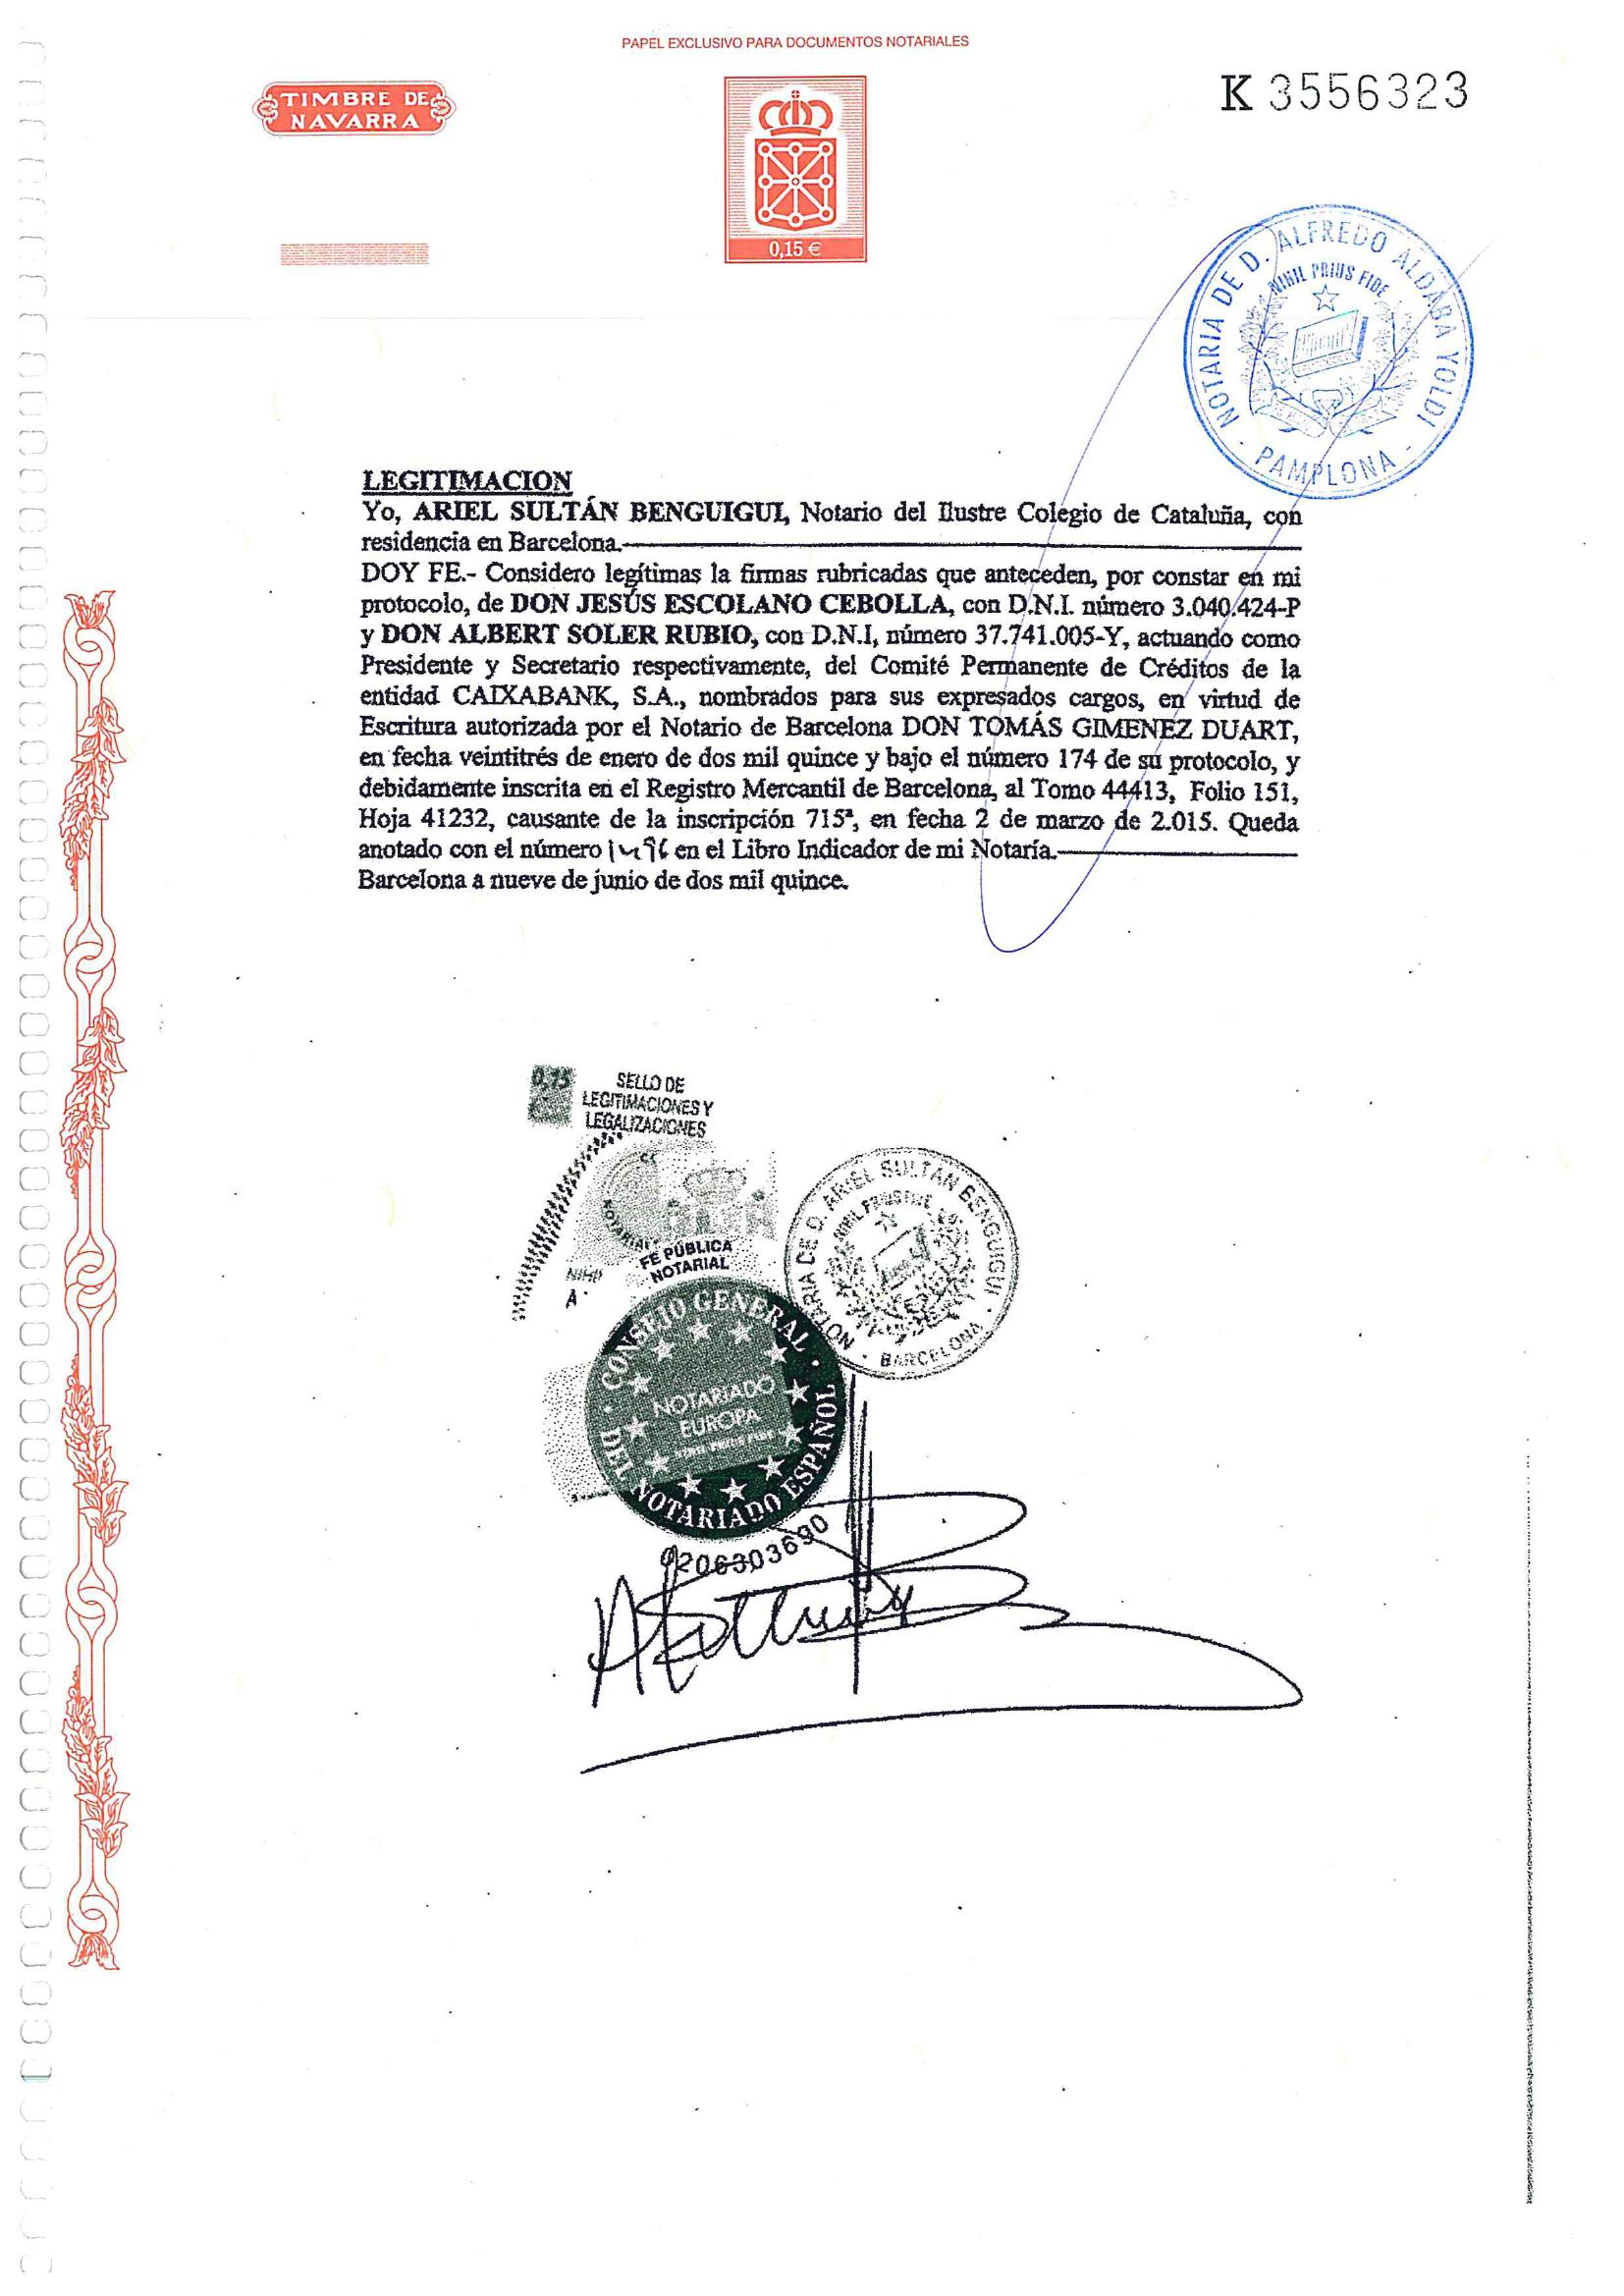 PAPEL EXCLUSIVO PARA DOCUMENTOS NOTARIALES
TIMBRE DE
NAVARRA
K 3556323
0,15 €
NOTARIA DE D. ALFREDO ALDABA YOLDI
NIHIL PRIUS FIDE
- PAMPLONA -
LEGITIMACION
Yo, ARIEL SULTÁN BENGUIGUI, Notario del Ilustre Colegio de Cataluña, con
residencia en Barcelona.
DOY FE.- Considero legítimas la firmas rubricadas que anteceden, por constar en mi
protocolo, de DON JESÚS ESCOLANO CEBOLLA, con D.N.I. número 3.040.424-P
y DON ALBERT SOLER RUBIO, con D.N.I, número 37.741.005-Y, actuando como
Presidente y Secretario respectivamente, del Comité Permanente de Créditos de la
entidad CAIXABANK, S.A., nombrados para sus expresados cargos, en virtud de
Escritura autorizada por el Notario de Barcelona DON TOMÁS GIMENEZ DUART,
en fecha veintitrés de enero de dos mil quince y bajo el número 174 de su protocolo, y
debidamente inscrita en el Registro Mercantil de Barcelona, al Tomo 44413, Folio 151,
Hoja 41232, causante de la inscripción 715ª, en fecha 2 de marzo de 2.015. Queda
anotado con el número en el Libro Indicador de mi Notaría.
Barcelona a nueve de junio de dos mil quince.
0,15
SELLO DE
LEGITIMACIONES Y
LEGALIZACIONES
FE PÚBLICA
NOTARIAL
NOTARIA DE D. ARIEL SULTAN BENGUIGUI
· BARCELONA ·
CONSEJO GENERAL ·
DEL NOTARIADO ESPAÑOL
NOTARIADO
EUROPA
0206303690